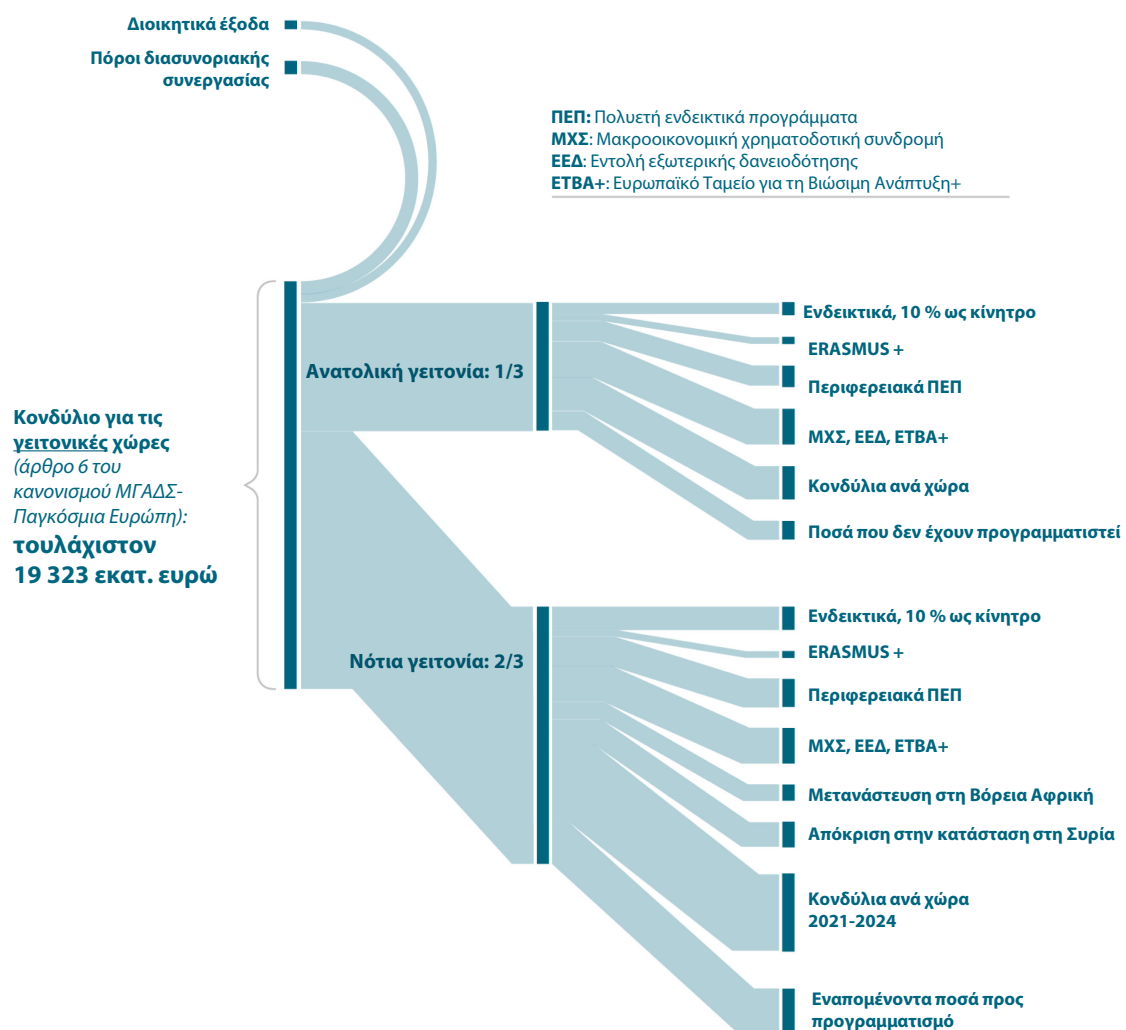 Διοικητικά έξοδα
Πόροι διασυνοριακής
συνεργασίας
ΠΕΠ: Πολυετή ενδεικτικά προγράμματα
ΜΧΣ: Μακροοικονομική χρηματοδοτική συνδρομή
ΕΕΔ: Εντολή εξωτερικής δανειοδότησης
ΕΤΒΑ+: Ευρωπαϊκό Ταμείο για τη Βιώσιμη Ανάπτυξη+
Κονδύλιο για τις
γειτονικές χώρες
(άρθρο 6 του
κανονισμού ΜΓΑΔΣ-
Παγκόσμια Ευρώπη):
τουλάχιστον
19 323 εκατ. ευρώ
Ανατολική γειτονία: 1/3
Ενδεικτικά, 10 % ως κίνητρο
ERASMUS +
Περιφερειακά ΠΕΠ
ΜΧΣ, ΕΕΔ, ΕΤΒΑ+
Κονδύλια ανά χώρα
Ποσά που δεν έχουν προγραμματιστεί
Νότια γειτονία: 2/3
Ενδεικτικά, 10 % ως κίνητρο
ERASMUS +
Περιφερειακά ΠΕΠ
ΜΧΣ, ΕΕΔ, ΕΤΒΑ+
Μετανάστευση στη Βόρεια Αφρική
Απόκριση στην κατάσταση στη Συρία
Κονδύλια ανά χώρα
2021-2024
Εναπομένοντα ποσά προς
προγραμματισμό